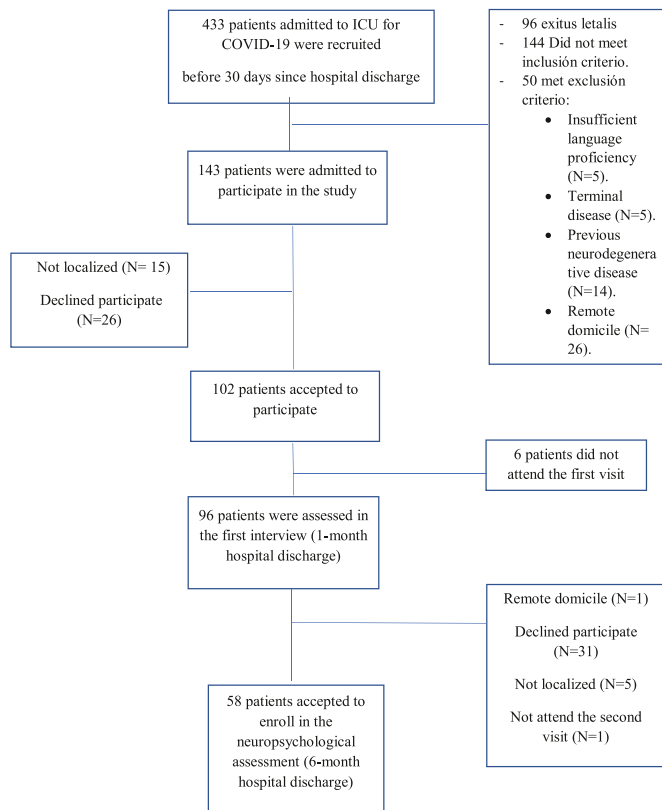 433 patients admitted to ICU for
COVID-19 were recruited
before 30 days since hospital discharge
- 96 exitus letalis
- 144 Did not meet
inclusión criterio.
- 50 met exclusión
criterio:
• Insufficient
language
proficiency
(N=5).
• Terminal
disease (N=5).
• Previous
neurodegenera
tive disease
(N=14).
• Remote
domicile (N=
26).
143 patients were admitted to
participate in the study
Not localized (N= 15)
Declined participate
(N=26)
102 patients accepted to
participate
6 patients did not
attend the first visit
96 patients were assessed in
the first interview (1-month
hospital discharge)
Remote domicile (N=1)
Declined participate
(N=31)
Not localized (N=5)
Not attend the second
visit (N=1)
58 patients accepted to
enroll in the
neuropsychological
assessment (6-month
hospital discharge)